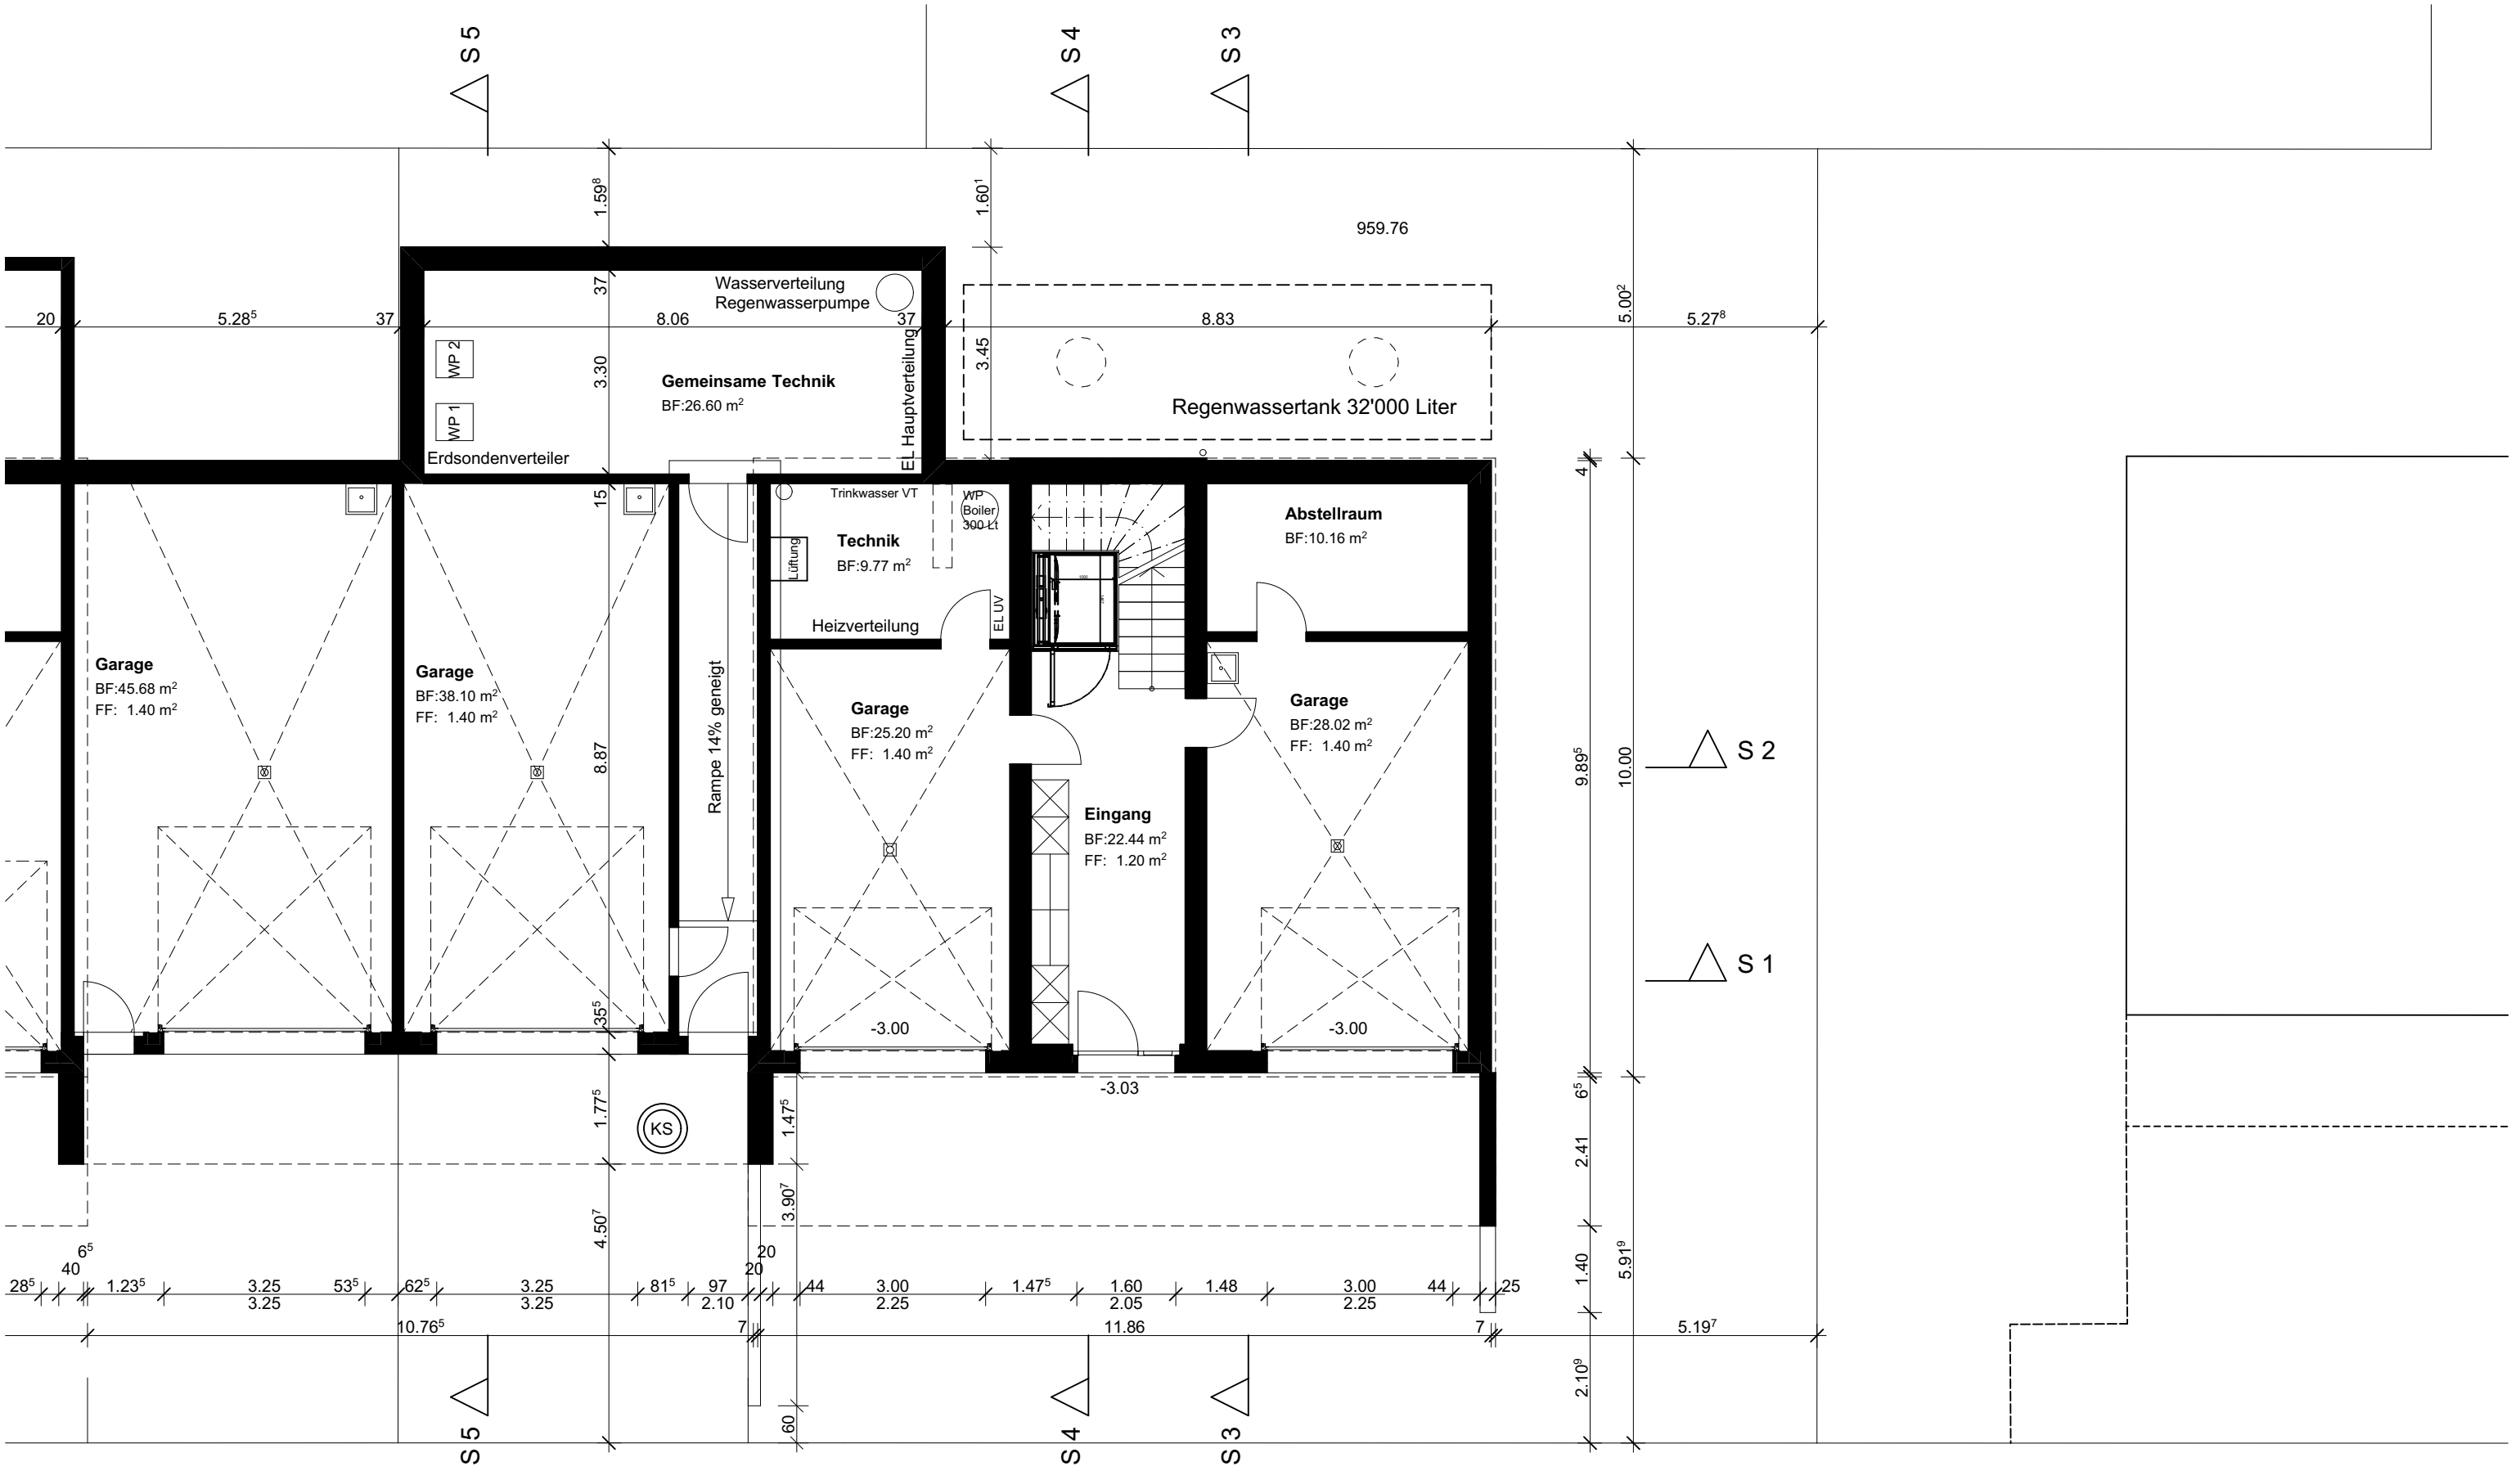 S 5
S 4
S 3
1.59⁸
1.60¹
959.76
Wasserverteilung
Regenwasserpumpe
37
5.00²
20
5.28⁵
37
8.06
37
8.83
5.27⁸
WP 2
3.30
EL Hauptverteilung
3.45
Gemeinsame Technik
BF:26.60 m²
WP 1
Regenwassertank 32'000 Liter
Erdsondenverteiler
4
15
Trinkwasser VT
WP
Boiler
300 Lt
Abstellraum
BF:10.16 m²
Technik
BF:9.77 m²
Lüftung
EL UV
Heizverteilung
Garage
BF:45.68 m²
FF: 1.40 m²
Garage
BF:38.10 m²
FF: 1.40 m²
Rampe 14% geneigt
Garage
BF:25.20 m²
FF: 1.40 m²
Garage
BF:28.02 m²
FF: 1.40 m²
8.87
9.89⁵
10.00
S 2
Eingang
BF:22.44 m²
FF: 1.20 m²
S 1
35⁵
-3.00
-3.00
-3.03
6⁵
1.77⁵
KS
1.47⁵
2.41
3.90⁷
4.50⁷
6⁵
40
20
20
1.40
5.91⁹
28⁵
1.23⁵
3.25
3.25
53⁵
62⁵
3.25
3.25
81⁵
97
2.10
44
3.00
2.25
1.47⁵
1.60
2.05
1.48
3.00
2.25
44
25
10.76⁵
7
11.86
7
5.19⁷
2.10⁹
60
S 5
S 4
S 3